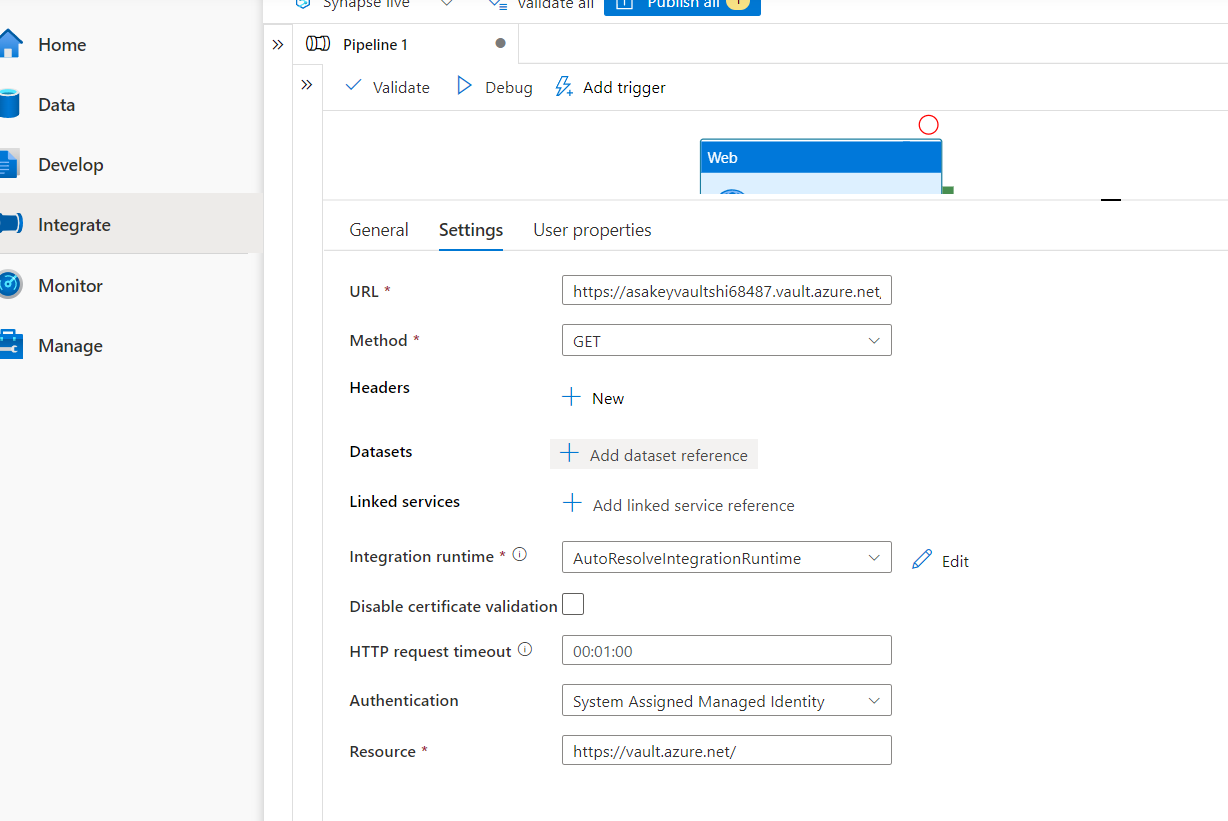 Synapse live
Validate all
Publish all 1
Home
Data
Develop
Integrate
Monitor
Manage
Pipeline 1
Validate
Debug
Add trigger
Web
General
Settings
User properties
URL *
https://asakeyvaultshi68487.vault.azure.net
Method *
GET
Headers
New
Datasets
Add dataset reference
Linked services
Add linked service reference
Integration runtime *
AutoResolveIntegrationRuntime
Edit
Disable certificate validation
HTTP request timeout
00:01:00
Authentication
System Assigned Managed Identity
Resource *
https://vault.azure.net/